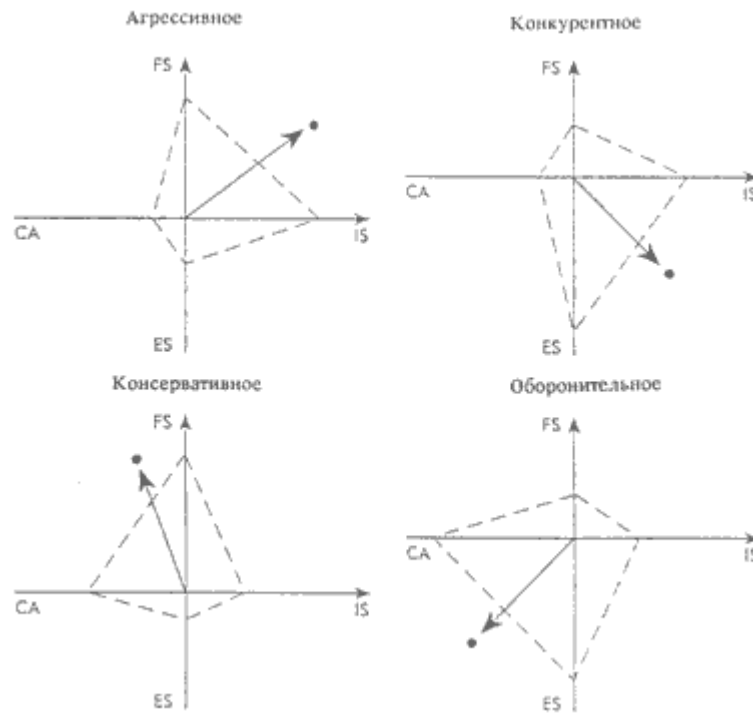 Агрессивное
FS
CA
IS
ES
Конкурентное
FS
CA
IS
ES
Консервативное
FS
CA
IS
ES
Оборонительное
FS
CA
IS
ES